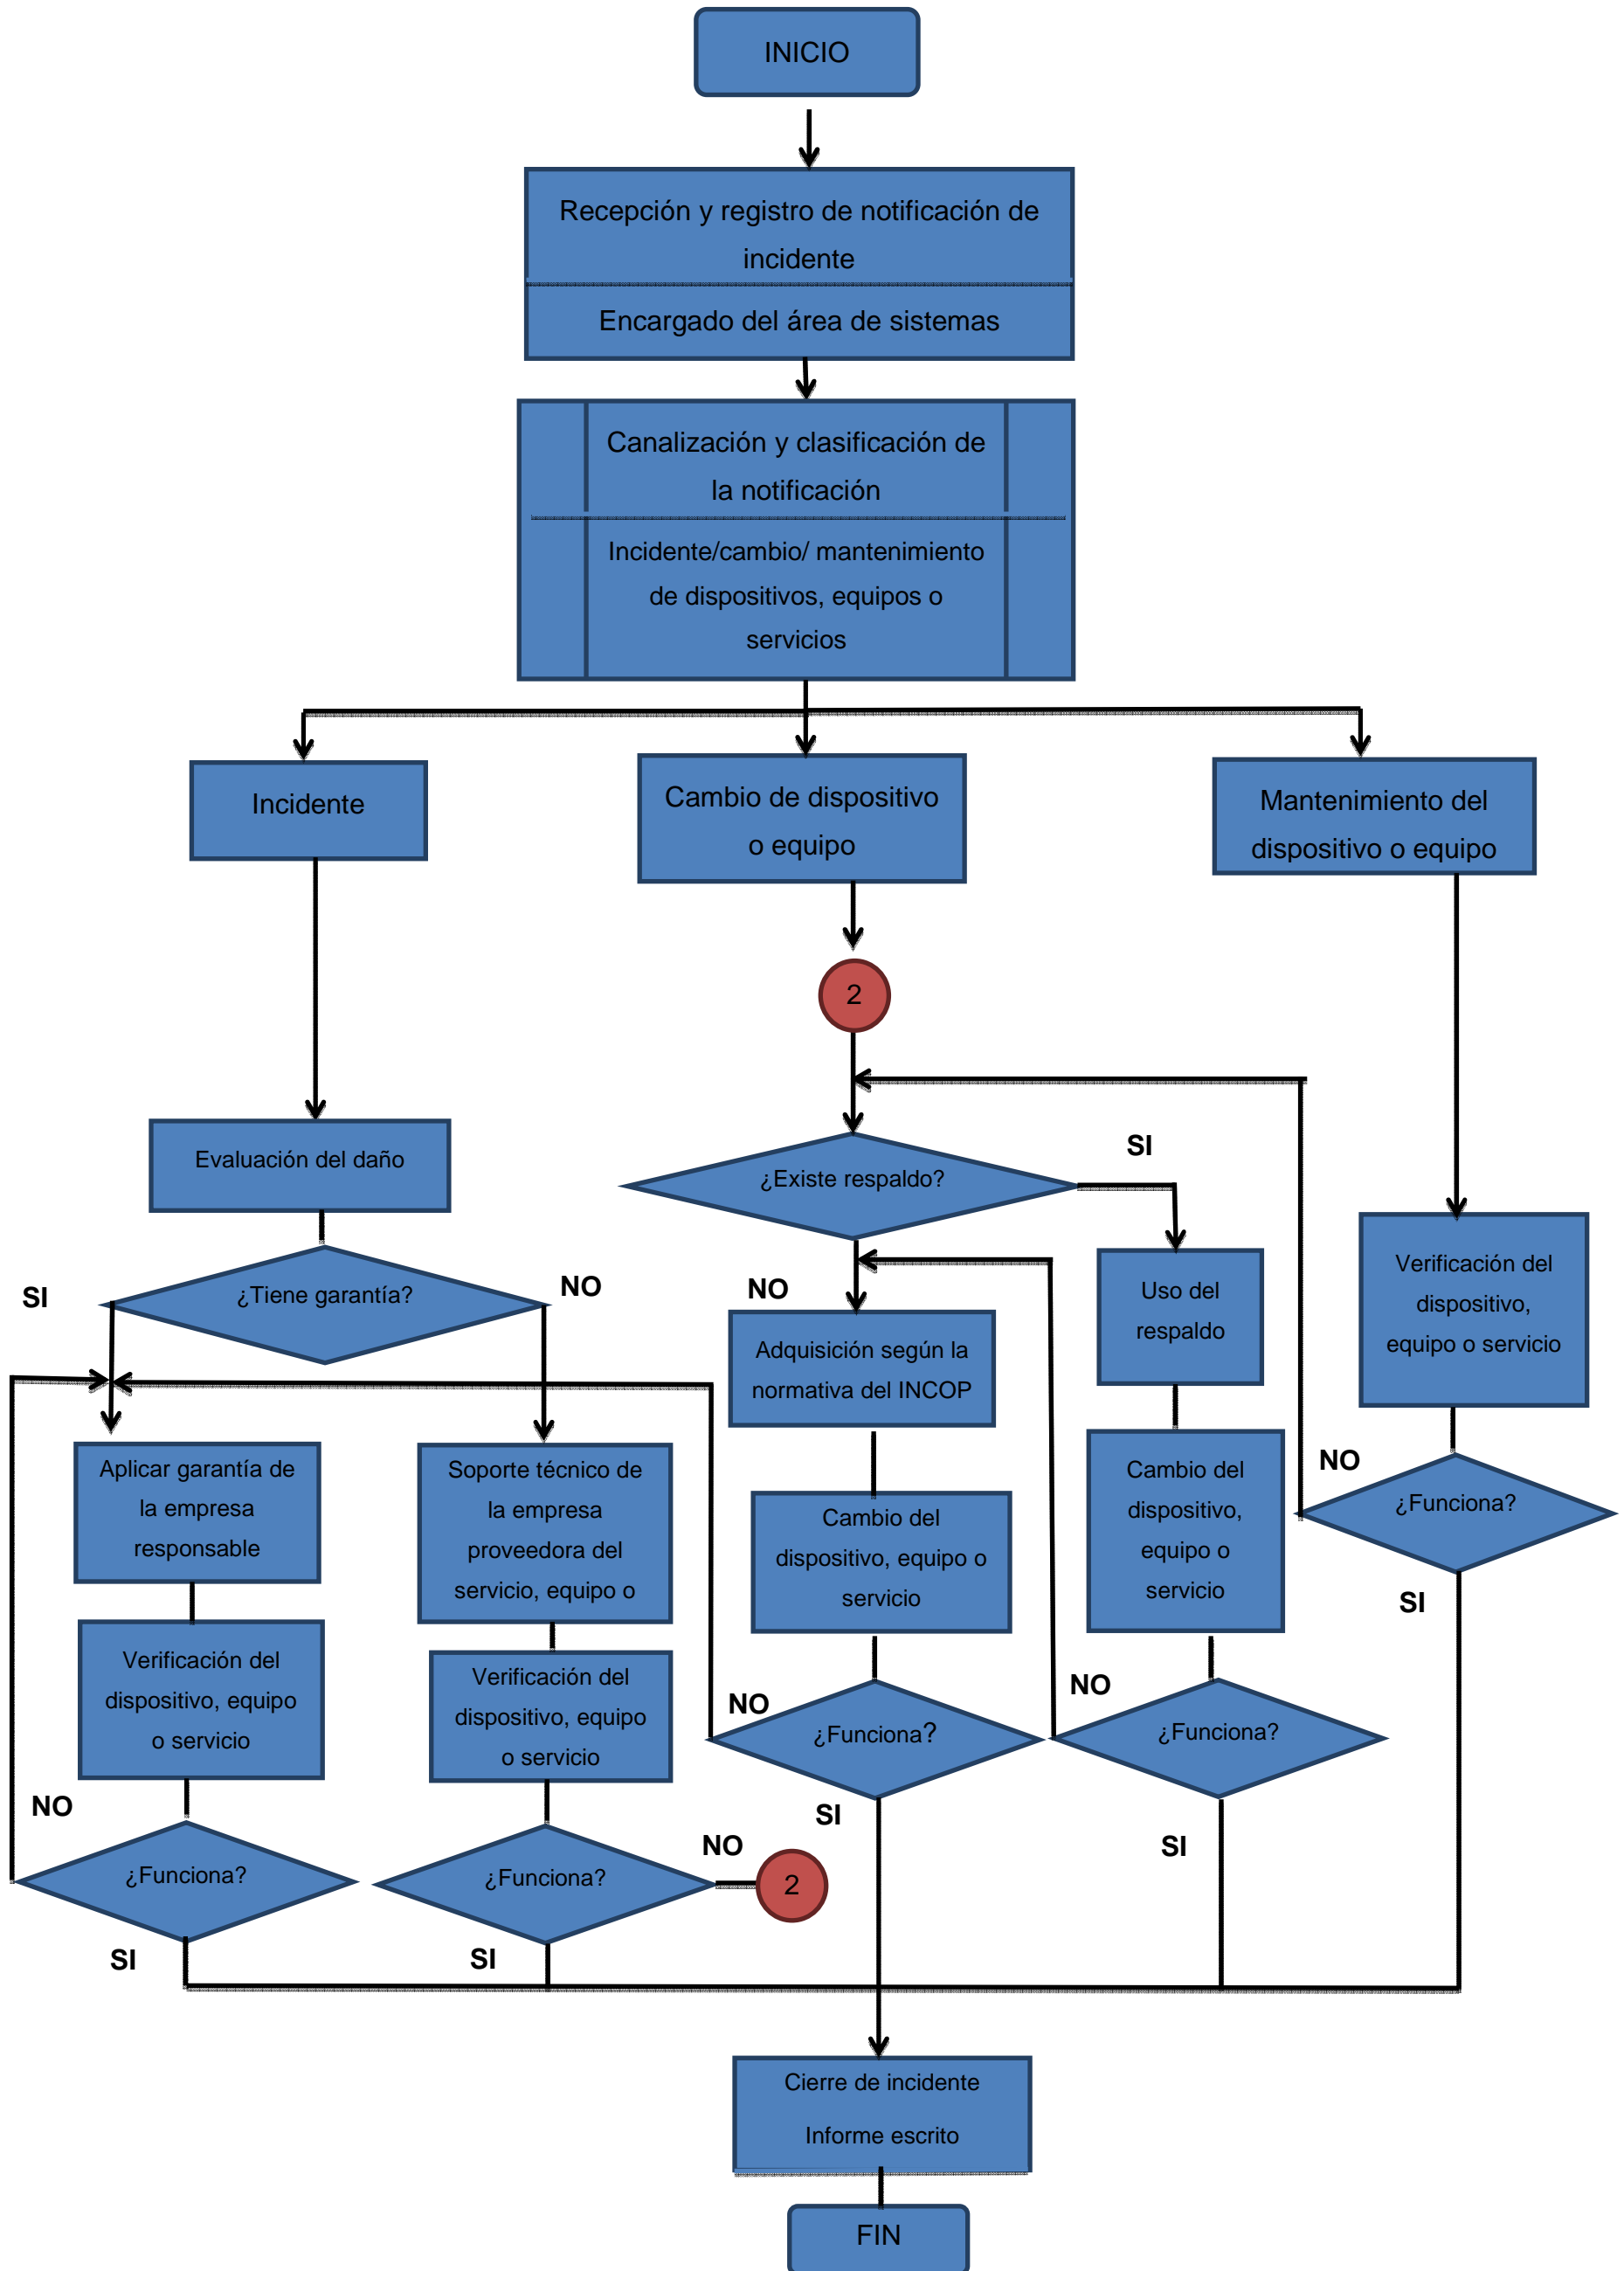 INICIO
Recepción y registro de notificación de
incidente
Encargado del área de sistemas
Canalización y clasificación de
la notificación
Incidente/cambio/ mantenimiento
de dispositivos, equipos o
servicios
Incidente
Cambio de dispositivo
o equipo
Mantenimiento del
dispositivo o equipo
2
Evaluación del daño
¿Existe respaldo?
SI
¿Tiene garantía?
SI
NO
NO
Adquisición según la
normativa del INCOP
Uso del
respaldo
Verificación del
dispositivo,
equipo o servicio
Aplicar garantía de
la empresa
responsable
Soporte técnico de
la empresa
proveedora del
servicio, equipo o
Cambio del
dispositivo, equipo o
servicio
Cambio del
dispositivo,
equipo o
servicio
NO
¿Funciona?
SI
Verificación del
dispositivo, equipo
o servicio
Verificación del
dispositivo, equipo
o servicio
NO
¿Funciona?
SI
NO
¿Funciona?
SI
NO
¿Funciona?
SI
¿Funciona?
NO
2
SI
Cierre de incidente
Informe escrito
FIN